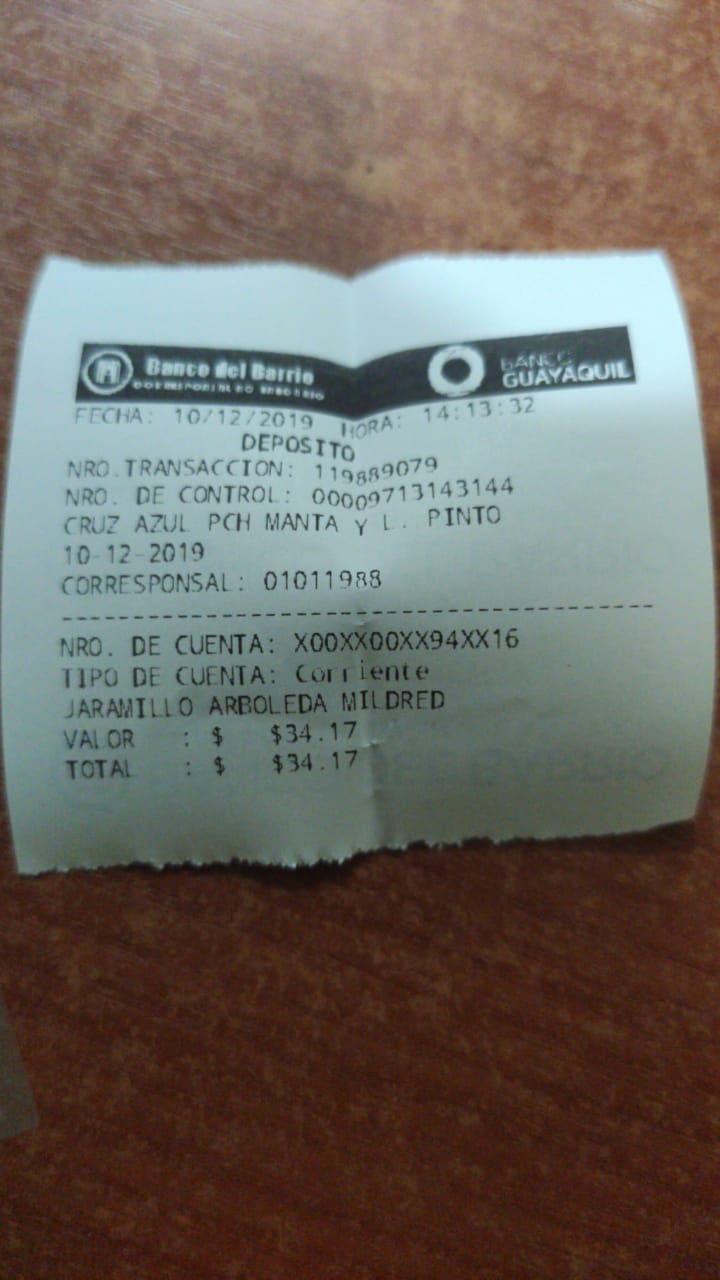 Banco del Barrio
BANCO
GUAYAQUIL
FECHA: 10/12/2019 HORA: 14:13:32
DEPOSITO
NRO.TRANSACCION: 119889079
NRO. DE CONTROL: 00009713143144
CRUZ AZUL PCH MANTA Y L. PINTO
10-12-2019
CORRESPONSAL: 01011988
NRO. DE CUENTA: X00XX00XX94XX16
TIPO DE CUENTA: Corriente
JARAMILLO ARBOLEDA MILDRED
VALOR : $ $34.17
TOTAL : $ $34.17